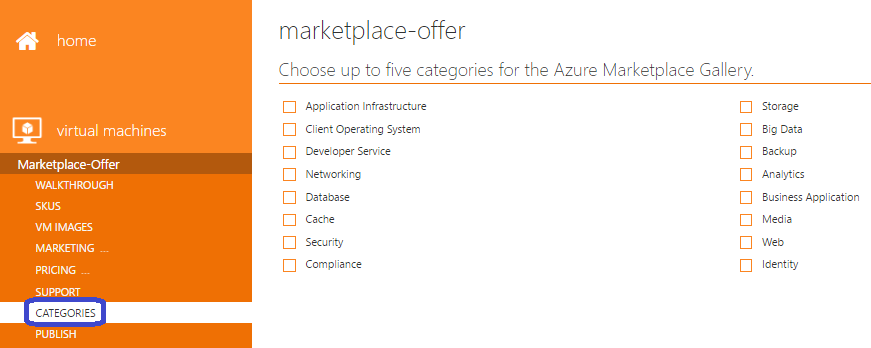 home
virtual machines
Marketplace-Offer
WALKTHROUGH
SKUS
VM IMAGES
MARKETING ...
PRICING ...
SUPPORT
CATEGORIES
PUBLISH
marketplace-offer
Choose up to five categories for the Azure Marketplace Gallery.
Application Infrastructure
Client Operating System
Developer Service
Networking
Database
Cache
Security
Compliance
Storage
Big Data
Backup
Analytics
Business Application
Media
Web
Identity